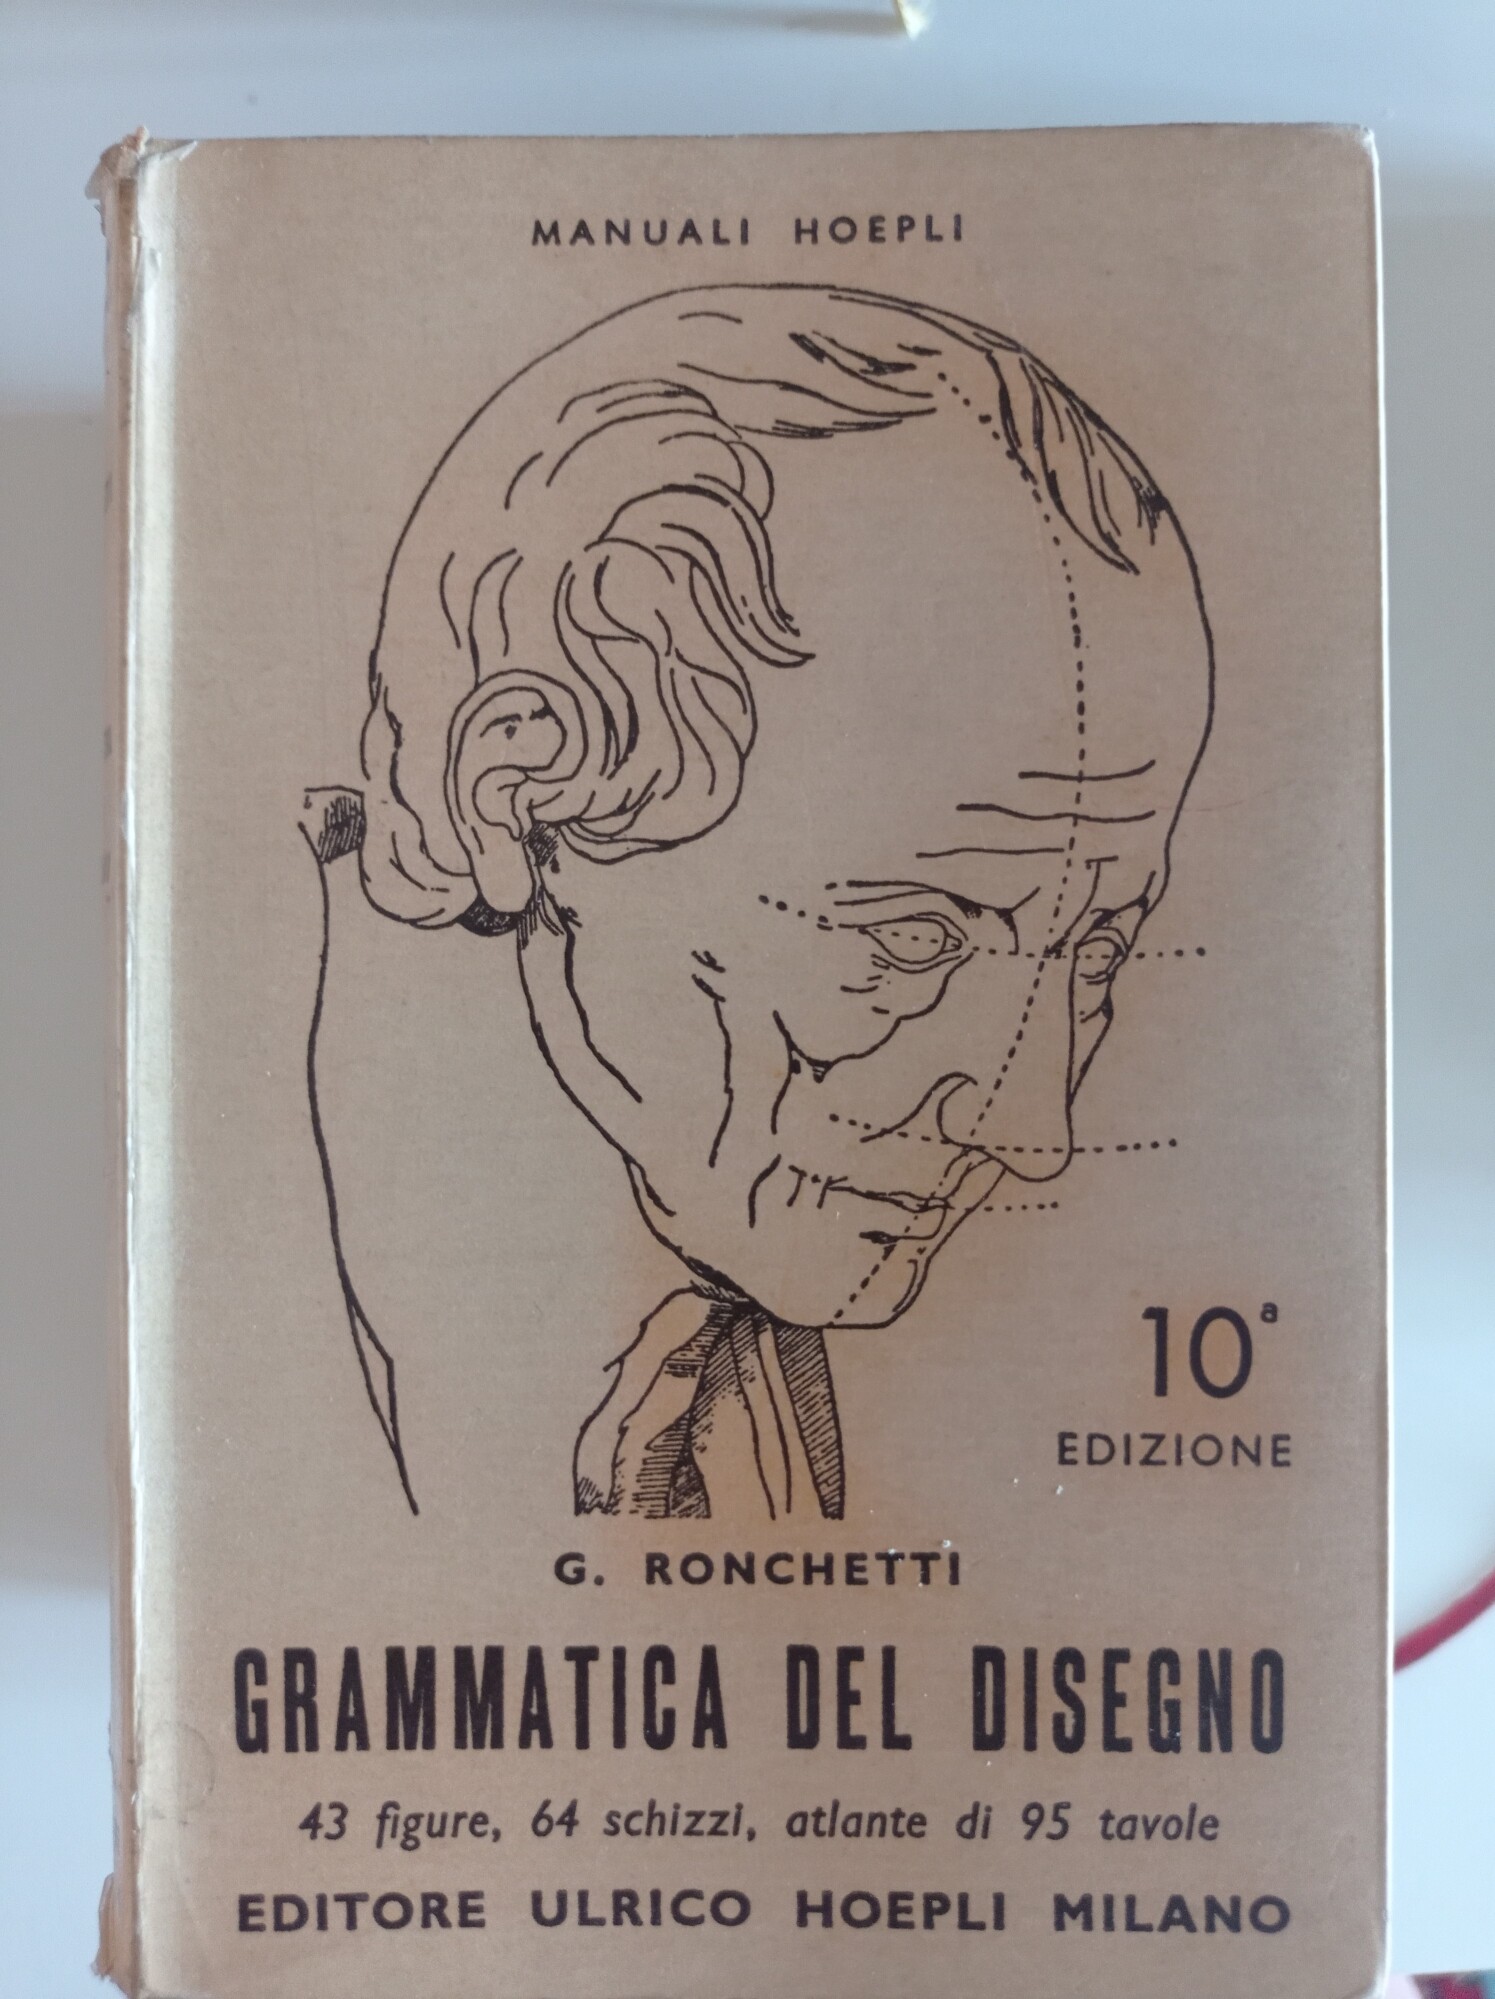 MANUALI HOEPLI
10ª
EDIZIONE
G. RONCHETTI
GRAMMATICA DEL DISEGNO
43 figure, 64 schizzi, atlante di 95 tavole
EDITORE ULRICO HOEPLI MILANO